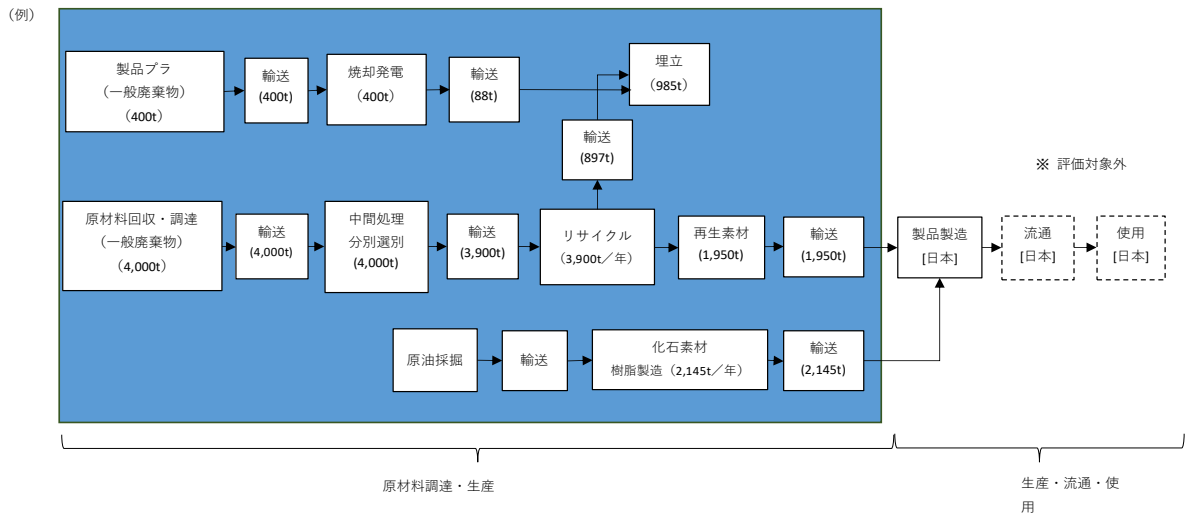 （例）
製品プラ
（一般廃棄物）
（400t）
輸送
(400t)
焼却発電
（400t）
輸送
(88t)
埋立
（985t）
輸送
(897t)
※ 評価対象外
原材料回収・調達
（一般廃棄物）
（4,000t）
輸送
(4,000t)
中間処理
分別選別
(4,000t)
輸送
(3,900t)
リサイクル
（3,900t／年）
再生素材
(1,950t)
輸送
(1,950t)
製品製造
[日本]
流通
[日本]
使用
[日本]
原油採掘
輸送
化石素材
樹脂製造（2,145t／年）
輸送
(2,145t)
原材料調達・生産
生産・流通・使
用